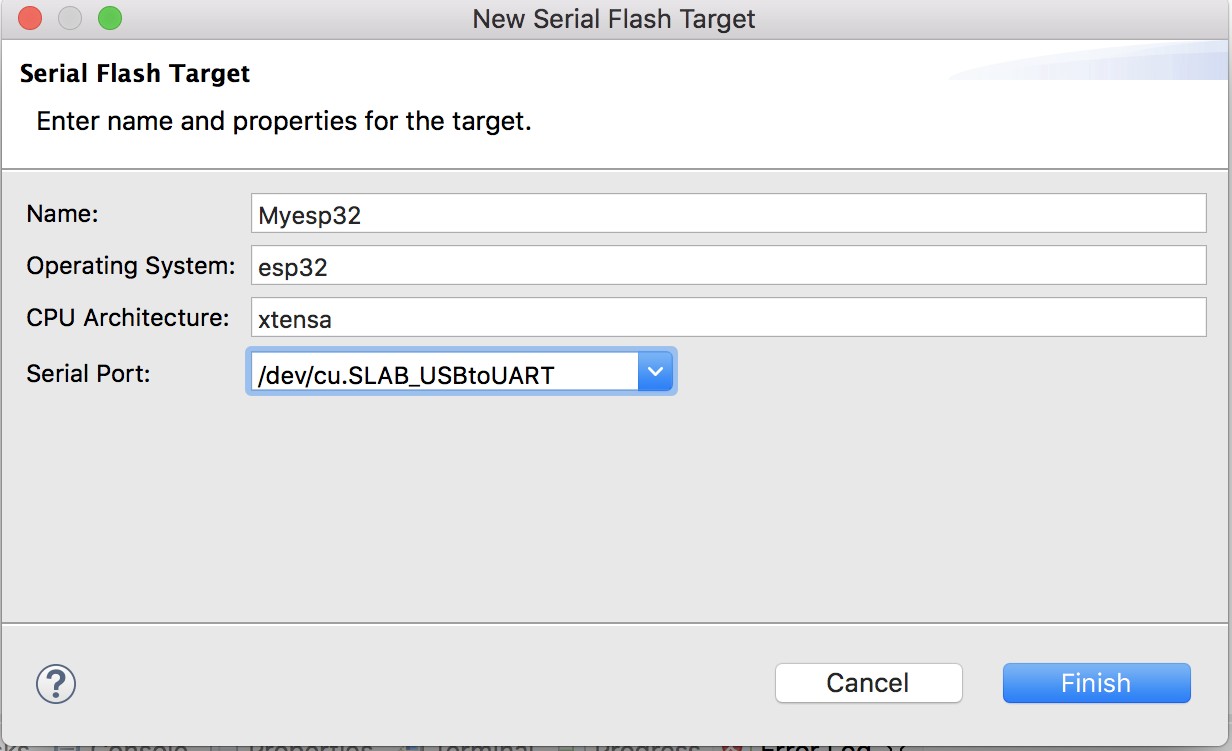 New Serial Flash Target
Serial Flash Target
Enter name and properties for the target.
Name: Myesp32
Operating System: esp32
CPU Architecture: xtensa
Serial Port: /dev/cu.SLAB_USBtoUART
?
Cancel Finish
Console Properties Terminal Progress Error Log